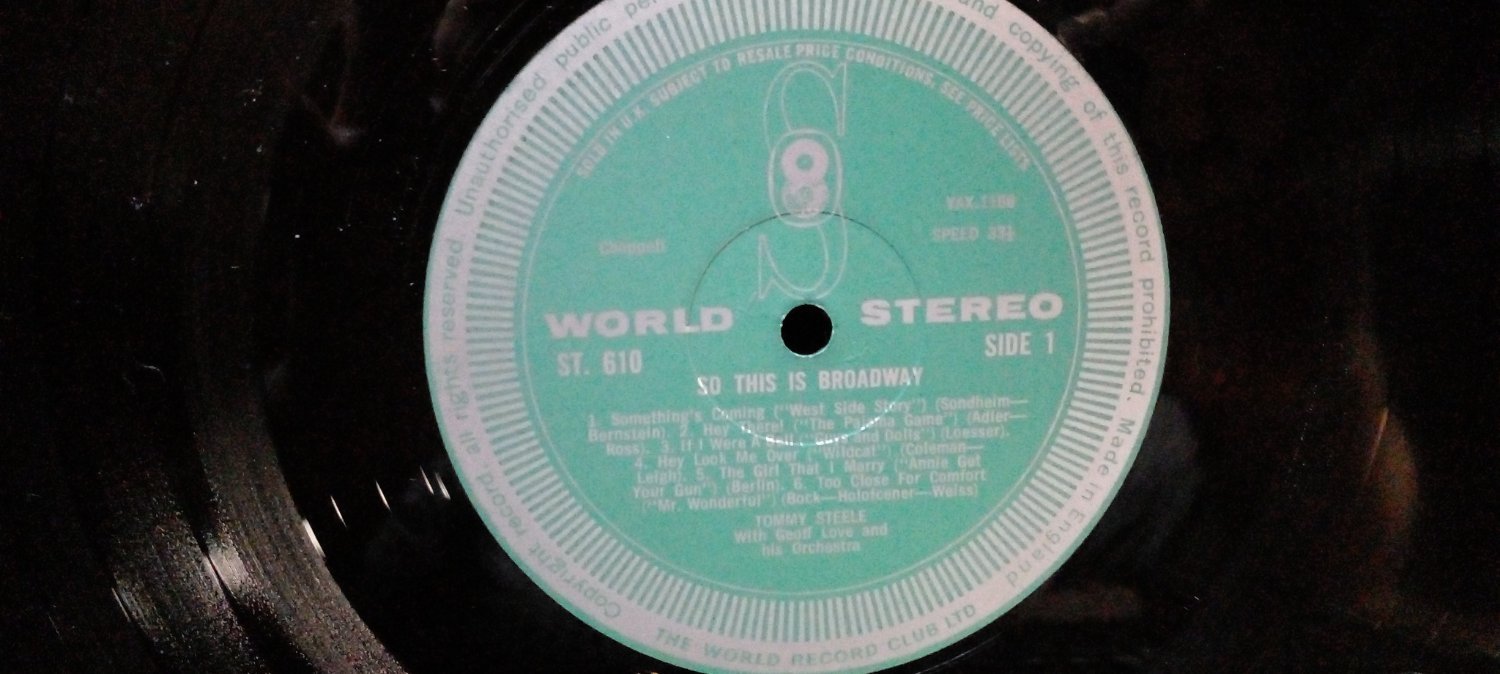 Copyright record, all rights reserved. Unauthorised public
and copying of this record prohibited. Made in England
SOLD IN U.K. SUBJECT TO RESALE PRICE CONDITIONS, SEE PRICE LISTS
SPEED 33⅓
WORLD STEREO
ST. 610 SIDE 1
SO THIS IS BROADWAY
1. Something's Coming ("West Side Story") (Sondheim—
Bernstein). 2. Hey There! ("The Pajama Game") (Adler—
Ross). 3. If I Were A Bell and Dolls") (Loesser).
4. Hey Look Me Over ("Wildcat") (Coleman—
Leigh). 5. The Girl That I Marry ("Annie Get
Your Gun") (Berlin). 6. Too Close For Comfort
("Mr. Wonderful") (Bock—Holofcener—Weiss)
TOMMY STEELE
with Geoff Love and
his Orchestra
THE WORLD RECORD CLUB LTD